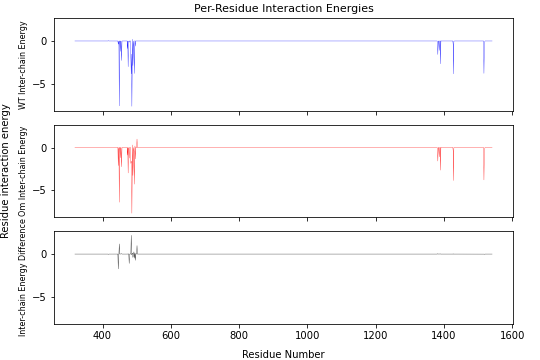 Per-Residue Interaction Energies
Residue interaction energy
WT Inter-chain Energy
0
−5
Om Inter-chain Energy
0
−5
Inter-chain Energy Difference
0
−5
400 600 800 1000 1200 1400 1600
Residue Number